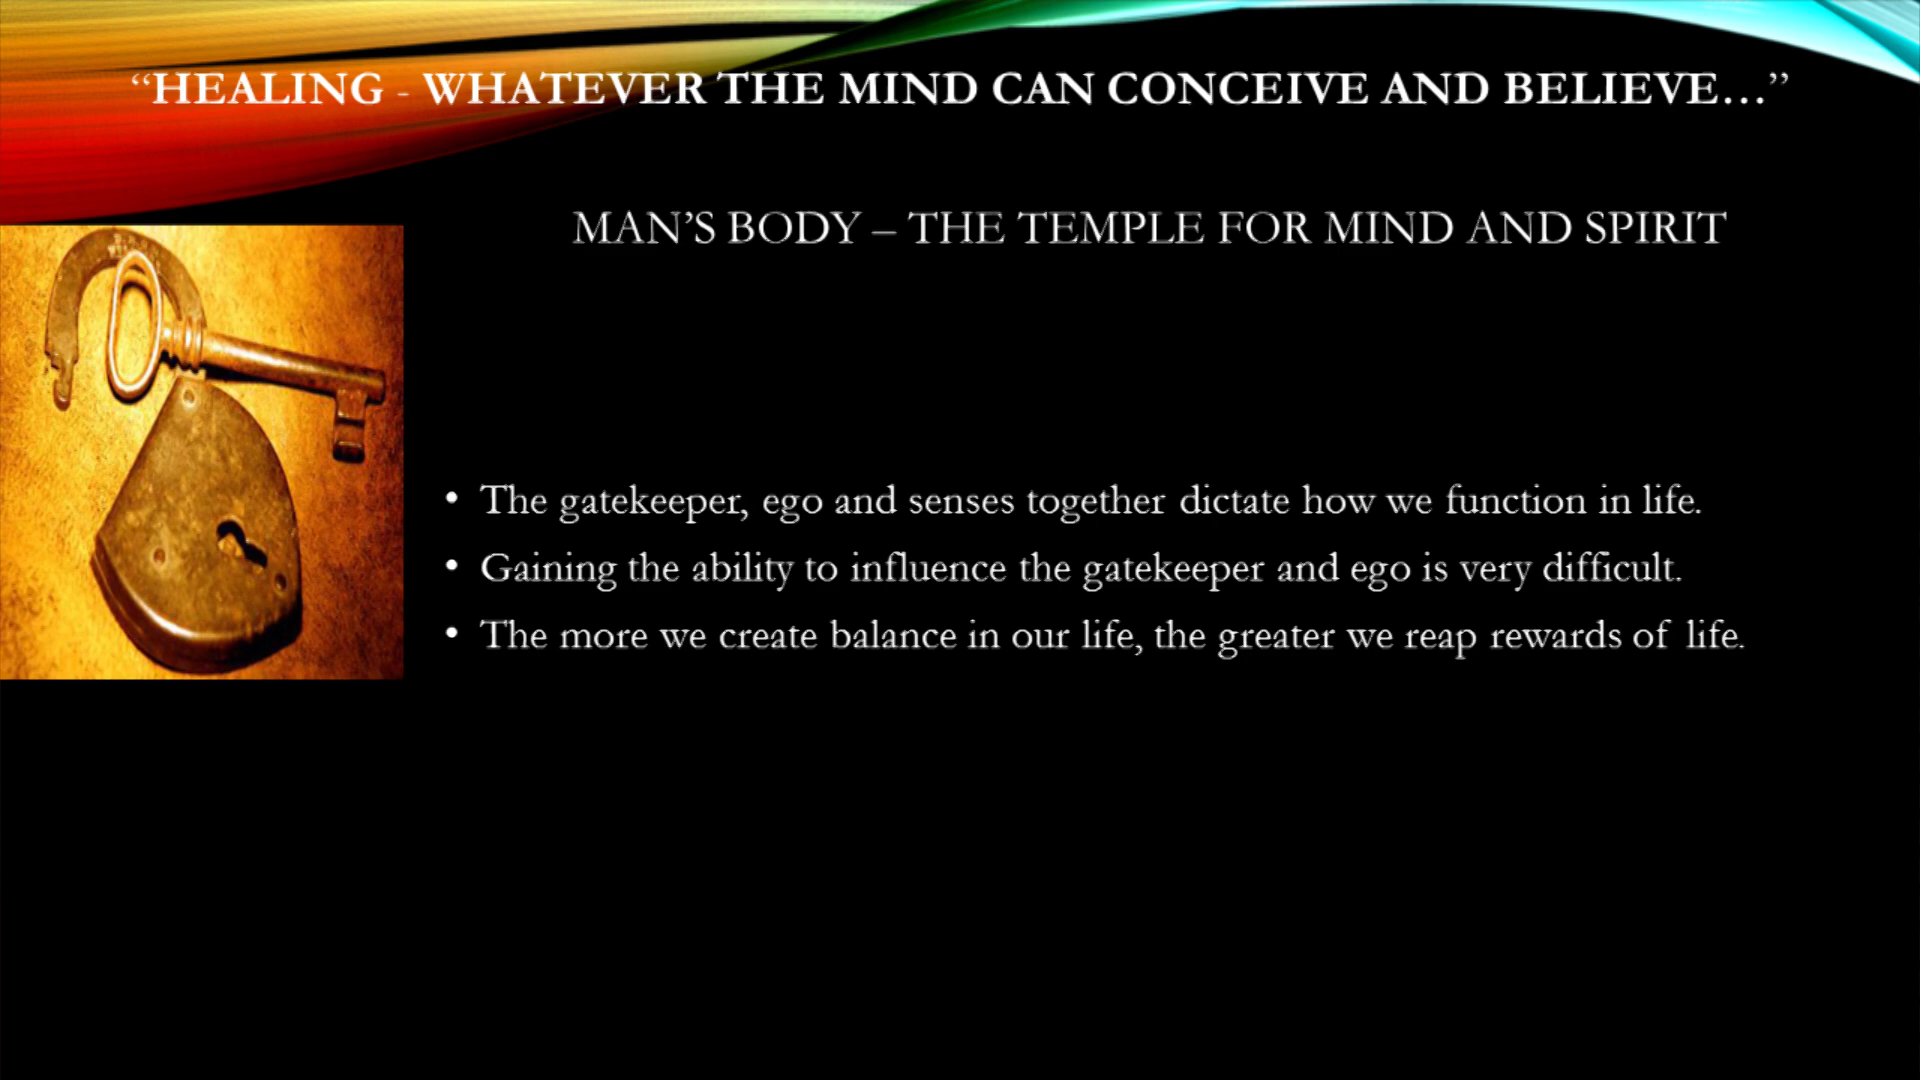 “HEALING - WHATEVER THE MIND CAN CONCEIVE AND BELIEVE…”
MAN’S BODY – THE TEMPLE FOR MIND AND SPIRIT
• The gatekeeper, ego and senses together dictate how we function in life.
• Gaining the ability to influence the gatekeeper and ego is very difficult.
• The more we create balance in our life, the greater we reap rewards of life.